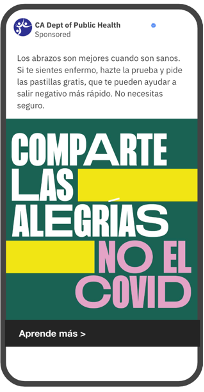 CA Dept of Public Health
Sponsored
Los abrazos son mejores cuando son sanos.
Si te sientes enfermo, hazte la prueba y pide
las pastillas gratis, que te pueden ayudar a
salir negativo más rápido. No necesitas
seguro.
COMPARTE
LAS
ALEGRÍAS
NO EL
COVID
Aprende más >